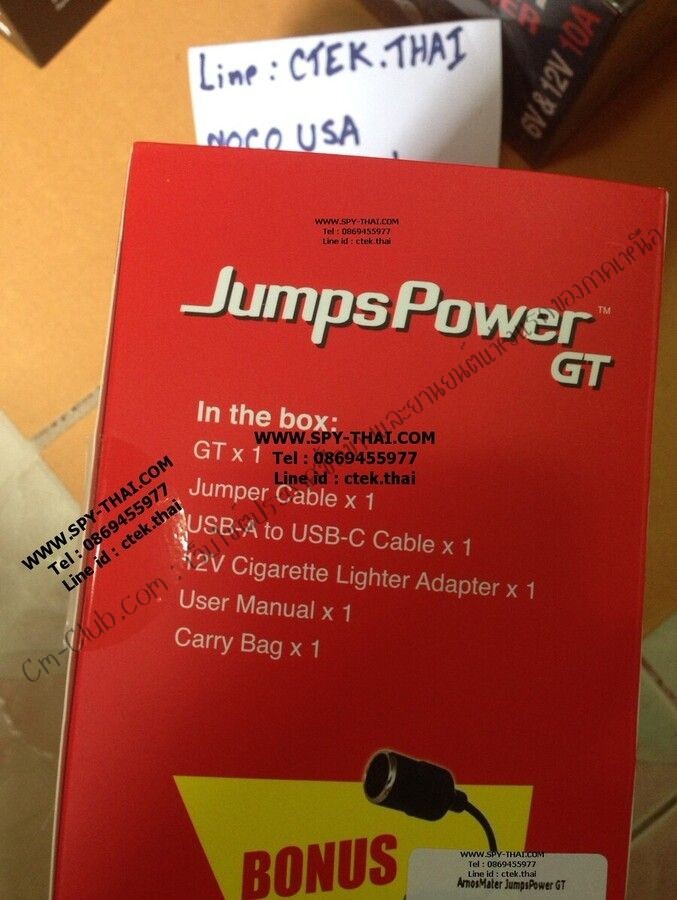 Line : CTEK.THAI
NOCO USA
6V & 12V 10A
WWW.SPY-THAI.COM
Tel : 0869455977
Line id : ctek.thai
JumpsPower™
GT
In the box:
WWW.SPY-THAI.COM
GT x 1
Tel : 0869455977
Line id : ctek.thai
Jumper Cable x 1
USB-A to USB-C Cable x 1
12V Cigarette Lighter Adapter x 1
User Manual x 1
Carry Bag x 1
WWW.SPY-THAI.COM
Tel : 0869455977
Line id : ctek.thai
Cm-Club.com :
BONUS
WWW.SPY-THAI.COM
Tel : 0869455977
Line id : ctek.thai
ArnosMater JumpsPower GT